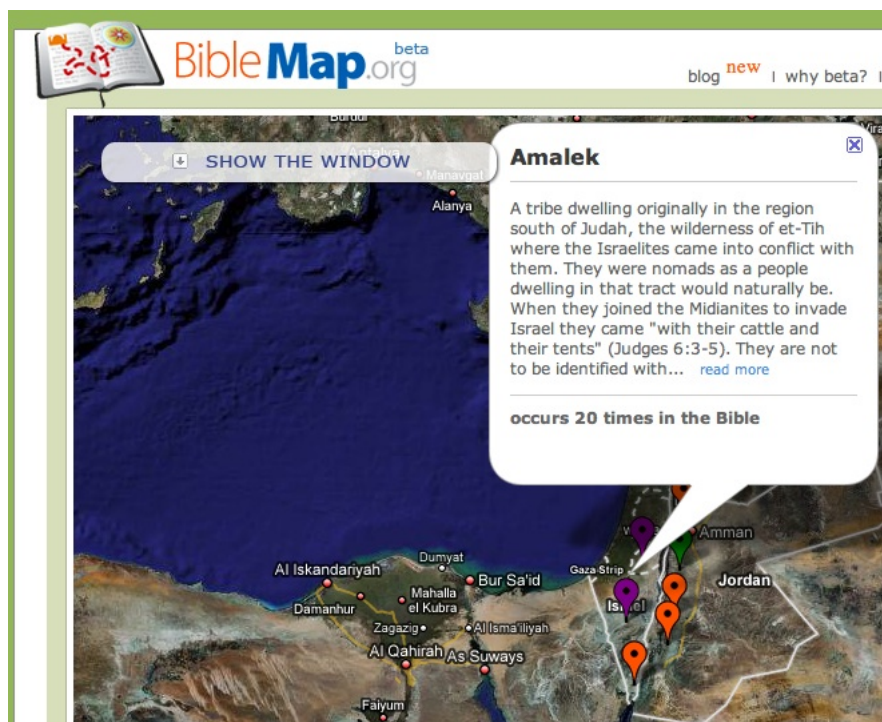 beta
BibleMap.org
blog new | why beta? |
SHOW THE WINDOW
Manavgat
Alanya
Amalek
A tribe dwelling originally in the region
south of Judah, the wilderness of et-Tih
where the Israelites came into conflict with
them. They were nomads as a people
dwelling in that tract would naturally be.
When they joined the Midianites to invade
Israel they came "with their cattle and
their tents" (Judges 6:3-5). They are not
to be identified with... read more
occurs 20 times in the Bible
Amman
Gaza Strip
Jordan
Dumyat
Al Iskandariyah
Bur Sa'id
Mahalla
el Kubra
Damanhur
Zagazig
Al Isma'iliyah
Al Qahirah
As Suways
Faiyum